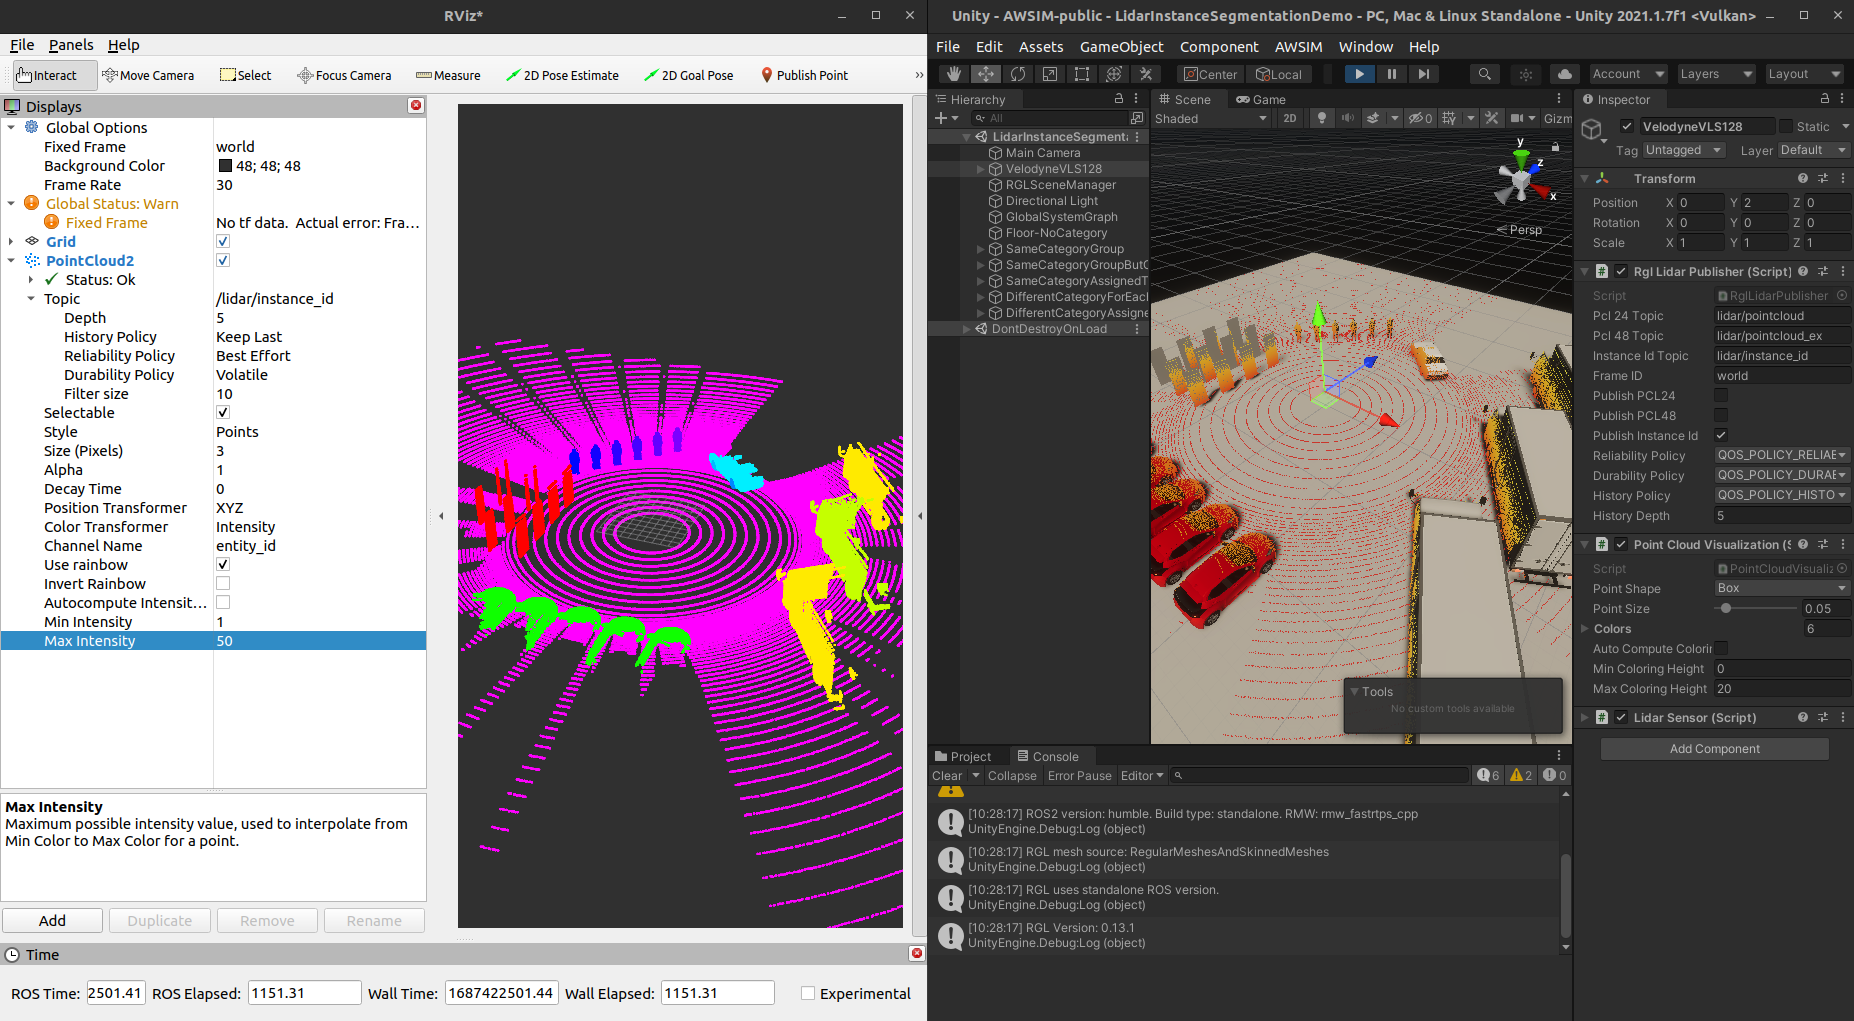 RViz*
File Panels Help
Interact Move Camera Select Focus Camera Measure 2D Pose Estimate 2D Goal Pose Publish Point »
Displays
Global Options
Fixed Frame world
Background Color 48; 48; 48
Frame Rate 30
Global Status: Warn
Fixed Frame No tf data. Actual error: Fra...
Grid
PointCloud2
Status: Ok
Topic /lidar/instance_id
Depth 5
History Policy Keep Last
Reliability Policy Best Effort
Durability Policy Volatile
Filter size 10
Selectable
Style Points
Size (Pixels) 3
Alpha 1
Decay Time 0
Position Transformer XYZ
Color Transformer Intensity
Channel Name entity_id
Use rainbow
Invert Rainbow
Autocompute Intensit...
Min Intensity 1
Max Intensity 50
Max Intensity
Maximum possible intensity value, used to interpolate from
Min Color to Max Color for a point.
Add Duplicate Remove Rename
Time
ROS Time: 2501.41 ROS Elapsed: 1151.31 Wall Time: 1687422501.44 Wall Elapsed: 1151.31 Experimental
Unity - AWSIM-public - LidarInstanceSegmentationDemo - PC, Mac & Linux Standalone - Unity 2021.1.7f1 <Vulkan>
File Edit Assets GameObject Component AWSIM Window Help
Center Local Account Layers Layout
Hierarchy
All
LidarInstanceSegment
Main Camera
VelodyneVLS128
RGLSceneManager
Directional Light
GlobalSystemGraph
Floor-NoCategory
SameCategoryGroup
SameCategoryGroupBut
SameCategoryAssignedT
DifferentCategoryForEac
DifferentCategoryAssigne
DontDestroyOnLoad
Scene Game
Shaded 2D 0 Gizm
y
z
x
Persp
Tools
No custom tools available
Inspector
VelodyneVLS128 Static
Tag Untagged Layer Default
Transform
Position X 0 Y 2 Z 0
Rotation X 0 Y 0 Z 0
Scale X 1 Y 1 Z 1
Rgl Lidar Publisher (Script)
Script RglLidarPublisher
Pcl 24 Topic lidar/pointcloud
Pcl 48 Topic lidar/pointcloud_ex
Instance Id Topic lidar/instance_id
Frame ID world
Publish PCL24
Publish PCL48
Publish Instance Id
Reliability Policy QOS_POLICY_RELIAE
Durability Policy QOS_POLICY_DURAE
History Policy QOS_POLICY_HISTO
History Depth 5
Point Cloud Visualization (S
Script PointCloudVisualiz
Point Shape Box
Point Size 0.05
Colors 6
Auto Compute Colorin
Min Coloring Height 0
Max Coloring Height 20
Lidar Sensor (Script)
Add Component
Project Console
Clear Collapse Error Pause Editor 6 2 0
[10:28:17] ROS2 version: humble. Build type: standalone. RMW: rmw_fastrtps_cpp
UnityEngine.Debug:Log (object)
[10:28:17] RGL mesh source: RegularMeshesAndSkinnedMeshes
UnityEngine.Debug:Log (object)
[10:28:17] RGL uses standalone ROS version.
UnityEngine.Debug:Log (object)
[10:28:17] RGL Version: 0.13.1
UnityEngine.Debug:Log (object)